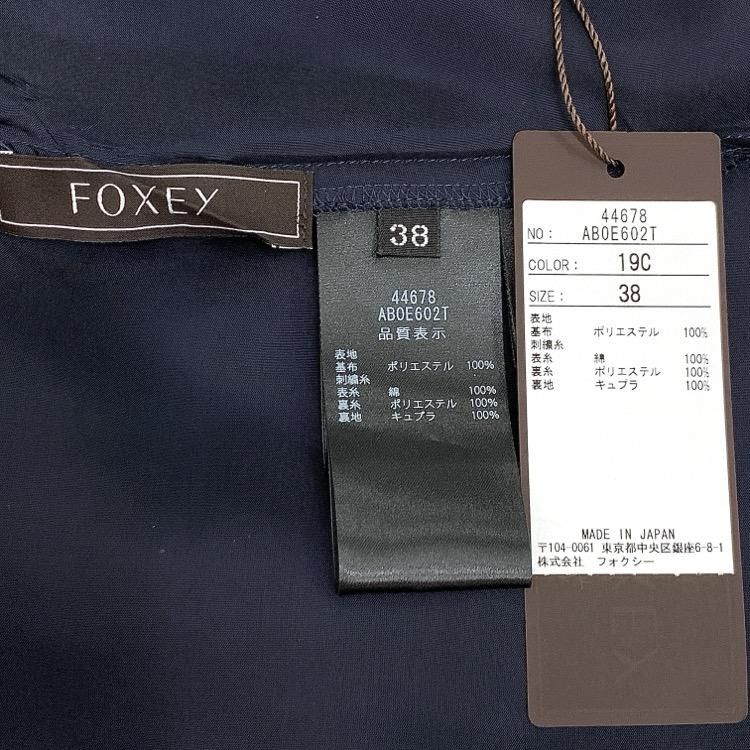 FOXEY
38
44678
AB0E602T
品質表示
表地
基布 ポリエステル 100%
刺繍糸
表糸 綿 100%
裏糸 ポリエステル 100%
裏地 キュプラ 100%
44678
NO: AB0E602T
COLOR: 19C
SIZE: 38
表地
基布 ポリエステル 100%
刺繍糸
表糸 綿 100%
裏糸 ポリエステル 100%
裏地 キュプラ 100%
MADE IN JAPAN
〒104-0061 東京都中央区銀座6-8-1
株式会社 フォクシー